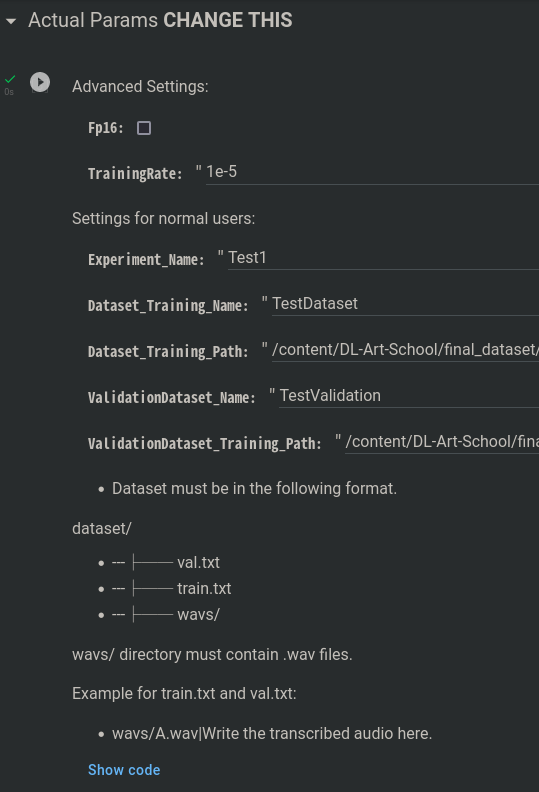 Actual Params CHANGE THIS
0s
Advanced Settings:
Fp16:
TrainingRate: " 1e-5
Settings for normal users:
Experiment_Name: " Test1
Dataset_Training_Name: " TestDataset
Dataset_Training_Path: " /content/DL-Art-School/final_dataset/
ValidationDataset_Name: " TestValidation
ValidationDataset_Training_Path: " /content/DL-Art-School/fina
• Dataset must be in the following format.
dataset/
• --- ├──── val.txt
• --- ├──── train.txt
• --- ├──── wavs/
wavs/ directory must contain .wav files.
Example for train.txt and val.txt:
• wavs/A.wav|Write the transcribed audio here.
Show code